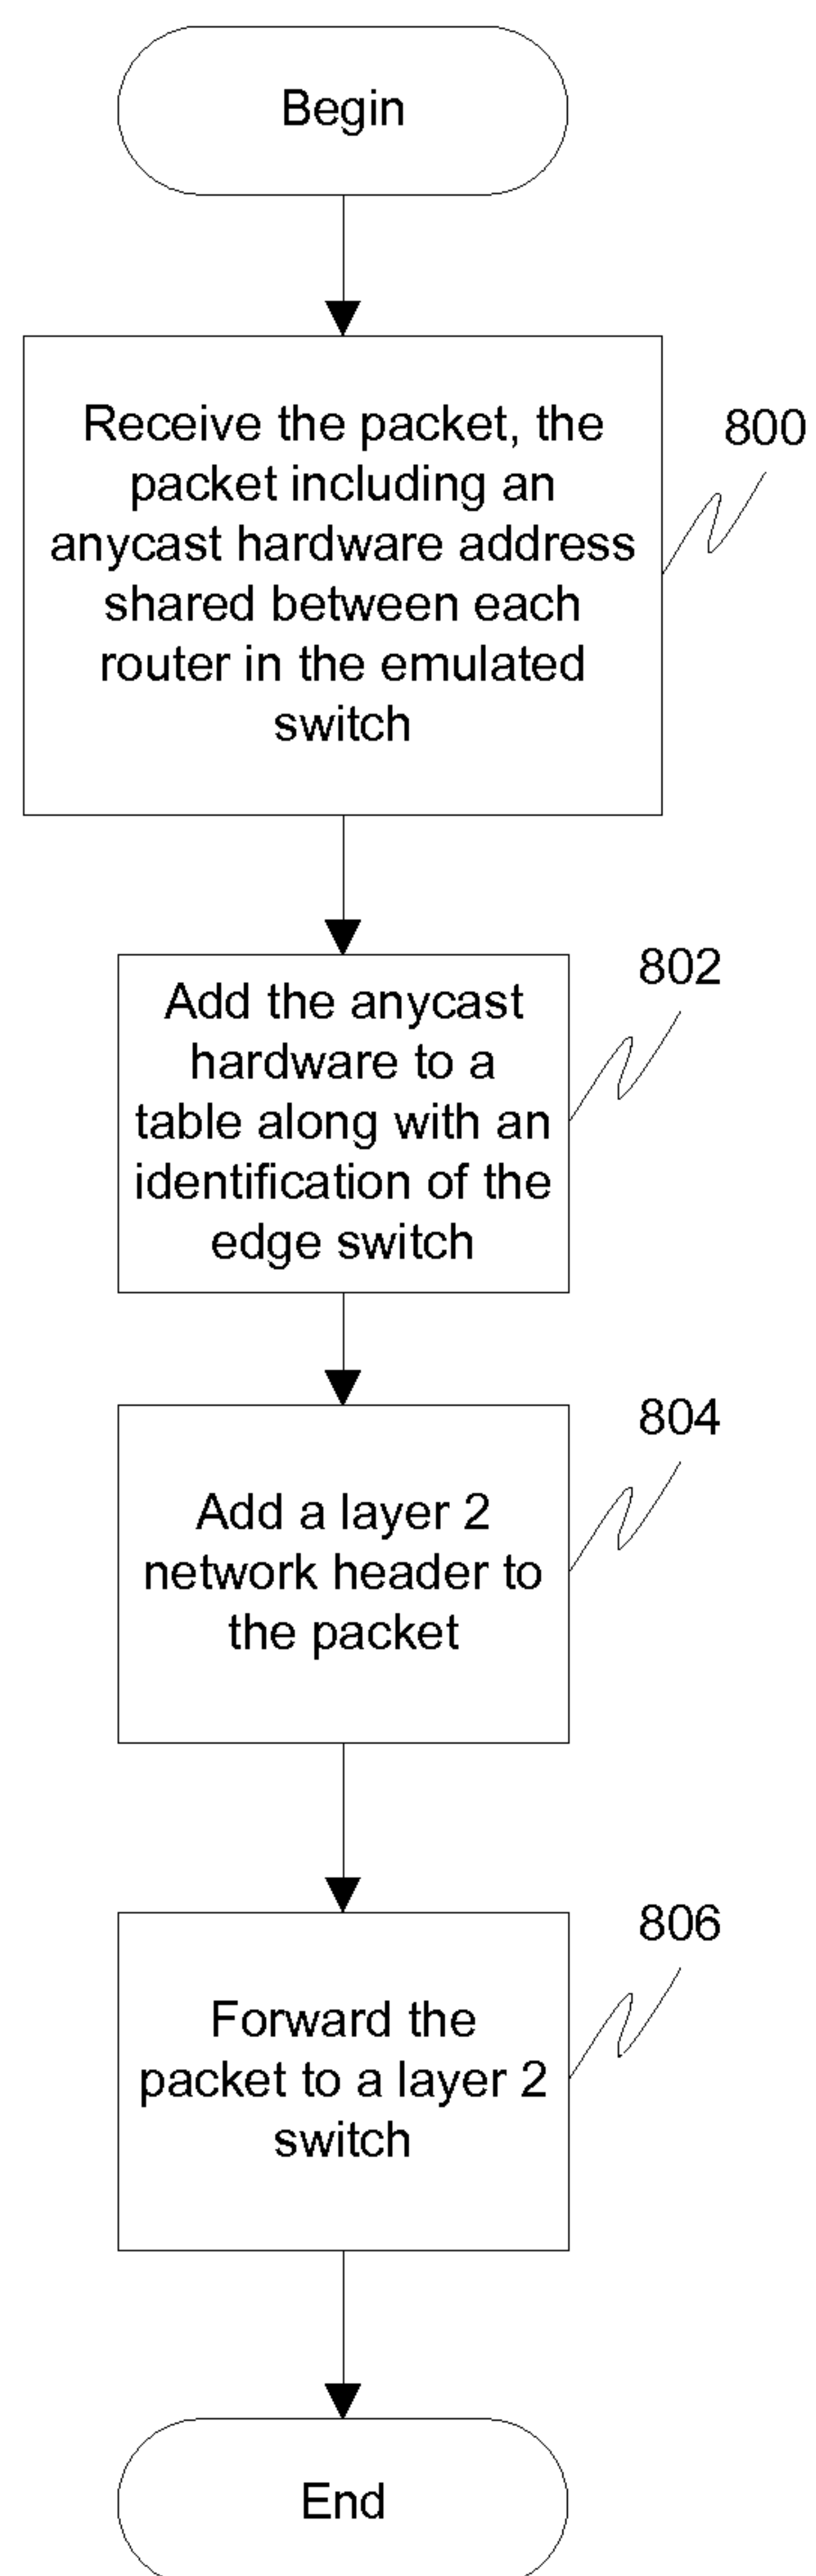 Begin
Receive the packet, the
packet including an
anycast hardware address
shared between each
router in the emulated
switch
800
Add the anycast
hardware to a
table along with an
identification of the
edge switch
802
Add a layer 2
network header to
the packet
804
Forward the
packet to a layer 2
switch
806
End